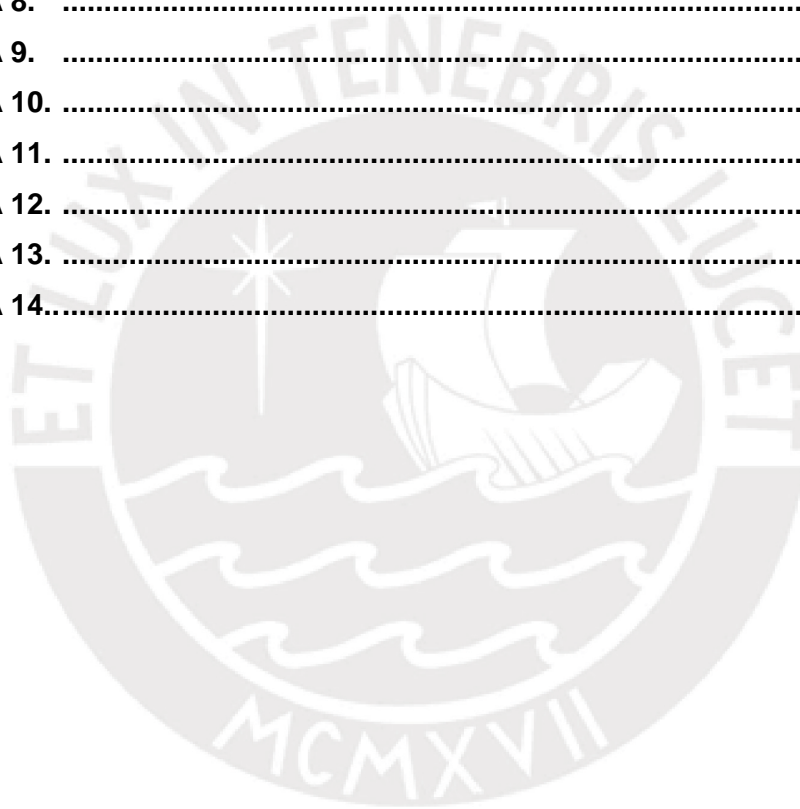 A 8. ................................................................................
A 9. ................................................................................
A 10. ................................................................................
A 11. ................................................................................
A 12. ................................................................................
A 13. ................................................................................
A 14. ................................................................................
ET LUX IN TENEBRIS LUCET
MCMXVII